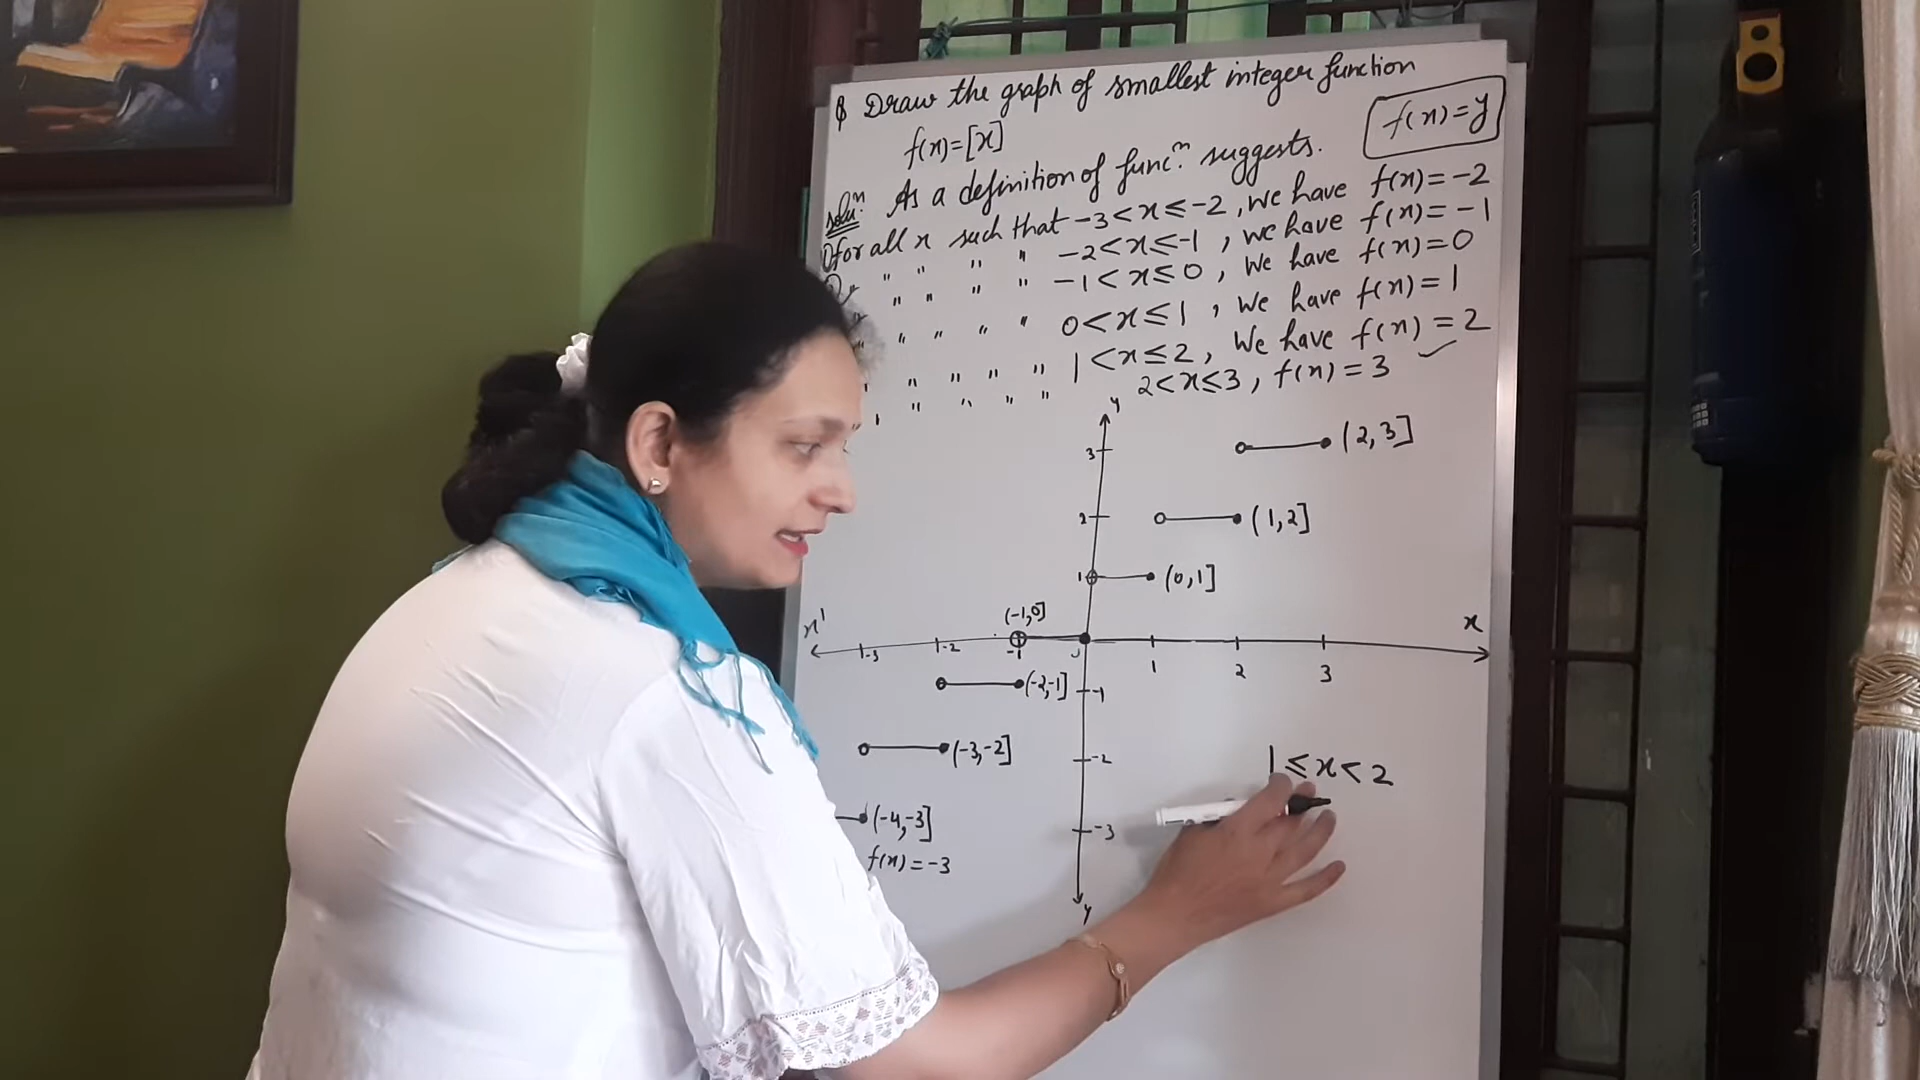 Q Draw the graph of smallest integer function
f(x)=[x]
f(x)=y
Solun: As a definition of funcn suggests.
① for all x such that -3<x≤-2, We have f(x)=-2
" " " " -2<x≤-1, we have f(x)=-1
" " " " -1<x≤0, We have f(x)=0
" " " " 0<x≤1, We have f(x)=1
" " " " 1<x≤2, We have f(x)=2
" " " " 2<x≤3, f(x)=3
y
3 (2,3]
2 (1,2]
1 (0,1]
(-1,0]
x' x
-3 -2 -1 1 2 3
(-2,-1] -1
(-3,-2] -2
1≤x<2
(-4,-3] -3
f(x)=-3
y